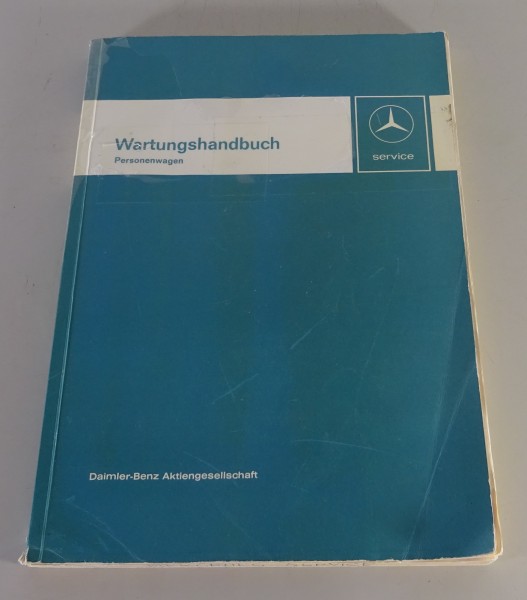 Wartungshandbuch
Personenwagen
service
Daimler-Benz Aktiengesellschaft